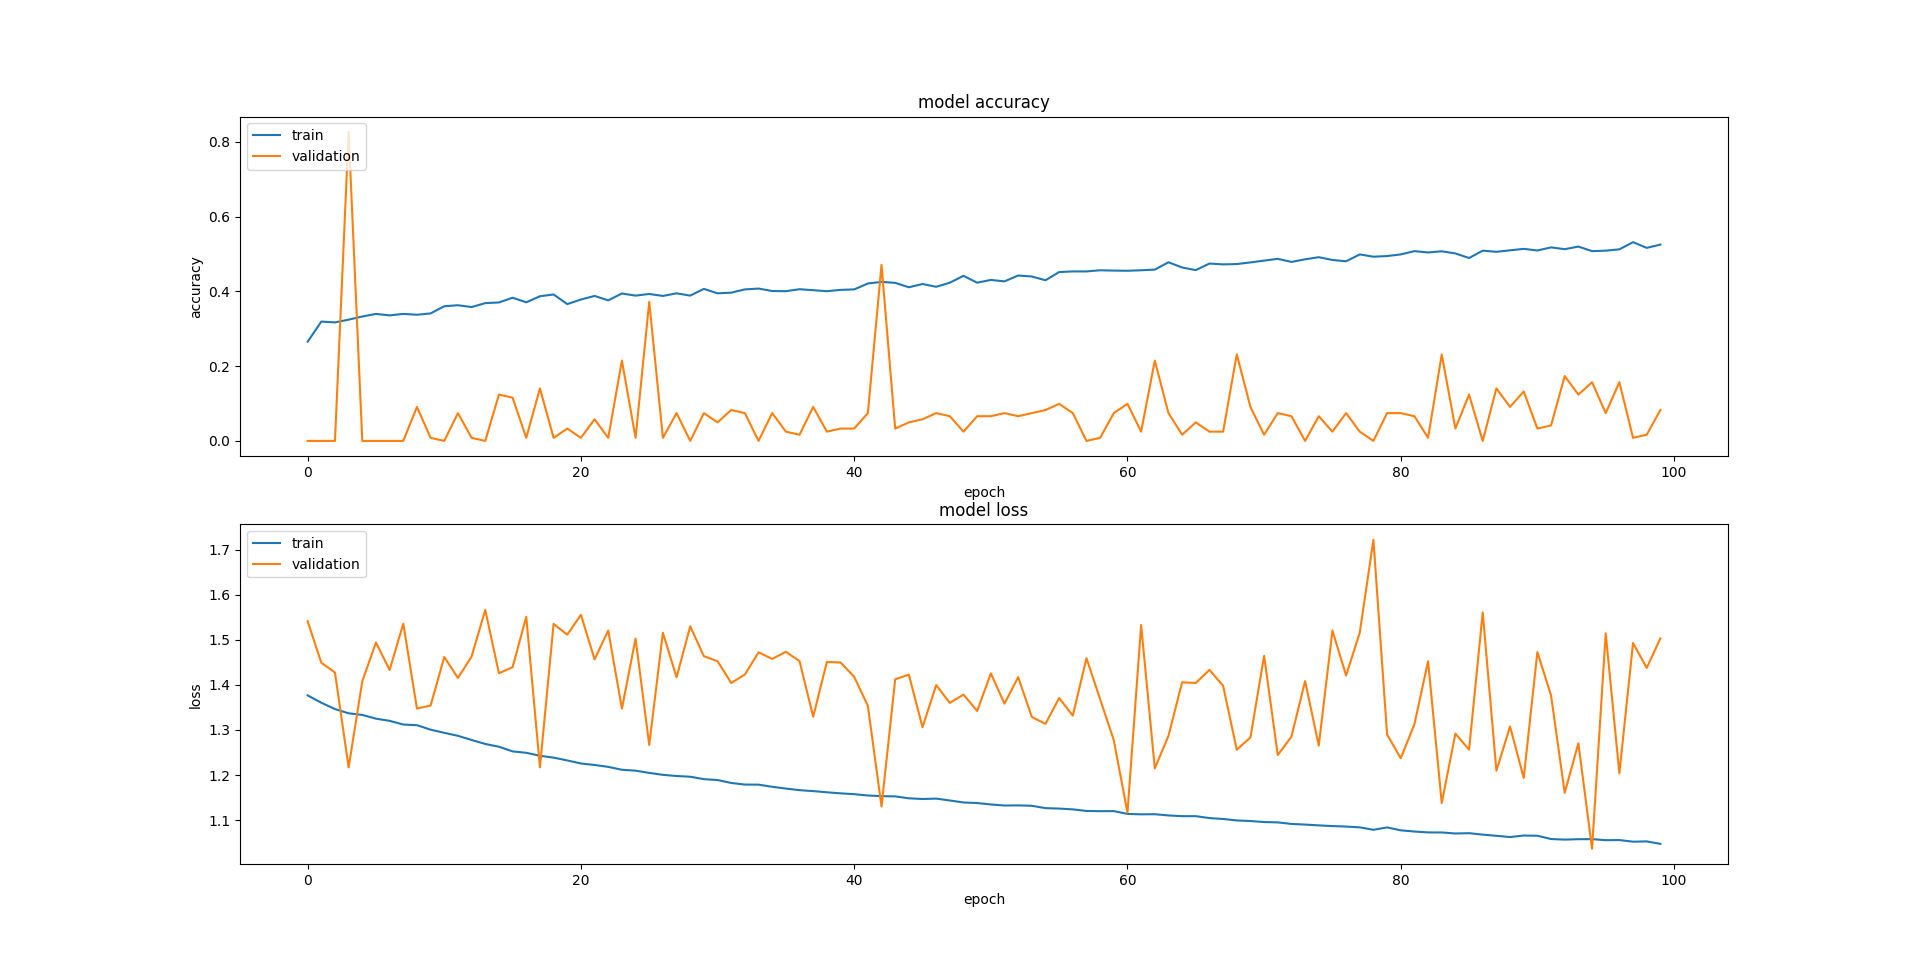 model accuracy
train
validation
0.8
0.6
0.4
0.2
0.0
accuracy
0 20 40 60 80 100
epoch
model loss
train
validation
1.7
1.6
1.5
1.4
1.3
1.2
1.1
loss
0 20 40 60 80 100
epoch